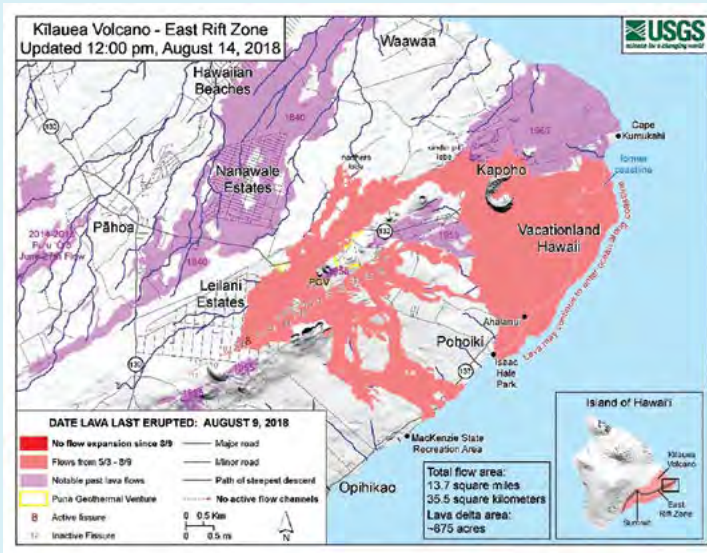 Kīlauea Volcano - East Rift Zone
Updated 12:00 pm, August 14, 2018
USGS
science for a changing world
Waawaa
Hawaiian
Beaches
1840
130
Nanawale
Estates
northern
lobe
cinder pit
lobe
1960
Cape
Kumukahi
former
coastline
Kapoho
Pāhoa
132
1955
Vacationland
Hawaii
1840
Leilani
Estates
PGV
Lava may continue to enter ocean along coastline
Ahalanui
Pohoiki
Isaac
Hale
Park
137
130
MacKenzie State
Recreation Area
Opihikao
DATE LAVA LAST ERUPTED: AUGUST 9, 2018
No flow expansion since 8/9
Flows from 5/3 - 8/9
Notable past lava flows
Puna Geothermal Venture
8 Active fissure
Inactive Fissure
Major road
Minor road
Path of steepest descent
No active flow channels
0 0.5 Km
0 0.5 mi
N
Total flow area:
13.7 square miles
35.5 square kilometers
Lava delta area:
~875 acres
Island of Hawai'i
Kīlauea
Volcano
East
Rift Zone
Summit